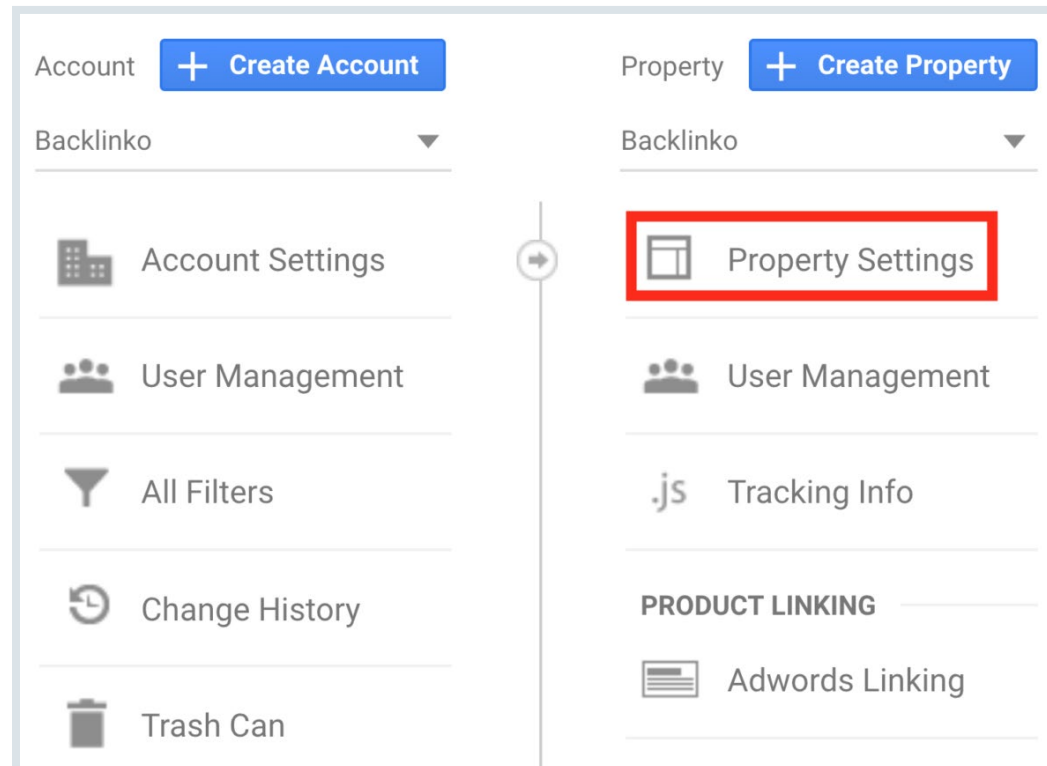 Account
+ Create Account
Backlinko
Account Settings
User Management
All Filters
Change History
Trash Can
Property
+ Create Property
Backlinko
Property Settings
User Management
.js Tracking Info
PRODUCT LINKING
Adwords Linking